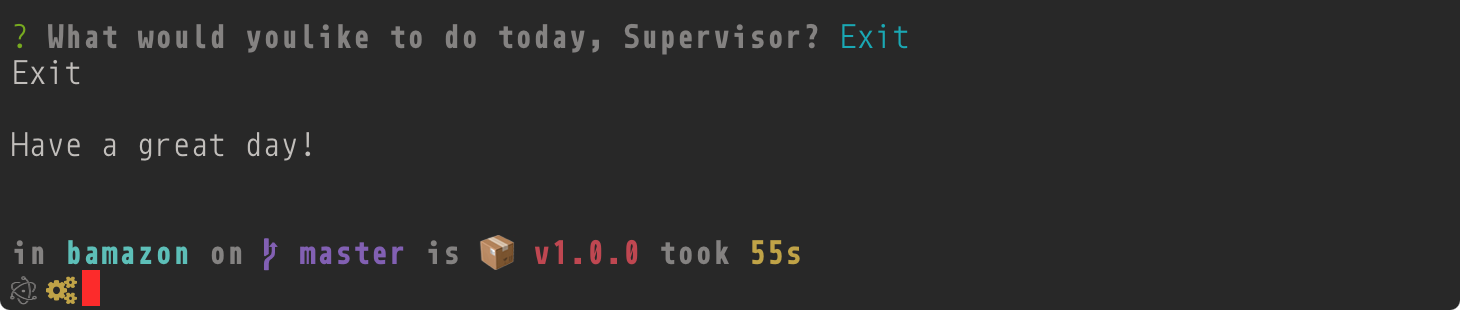 ? What would youlike to do today, Supervisor? Exit
Exit
Have a great day!
in bamazon on master is 📦 v1.0.0 took 55s